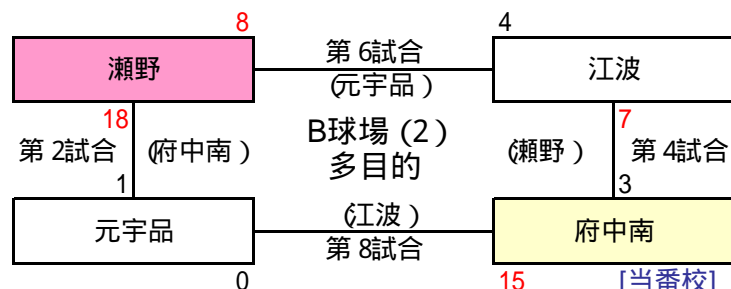 8 4
瀬野 第6試合 江波
(元宇品)
18 7
第2試合 (府中南) B球場(2) (瀬野) 第4試合
多目的
1 3
元宇品 (江波) 府中南
第8試合
0 15 [当番校]